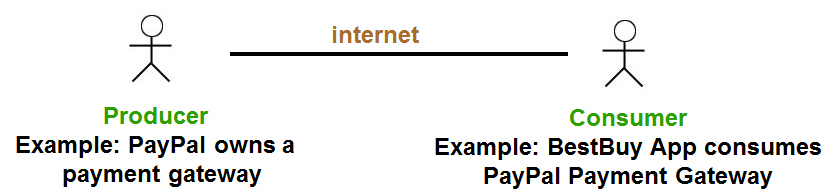 internet
Producer
Example: PayPal owns a
payment gateway
Consumer
Example: BestBuy App consumes
PayPal Payment Gateway